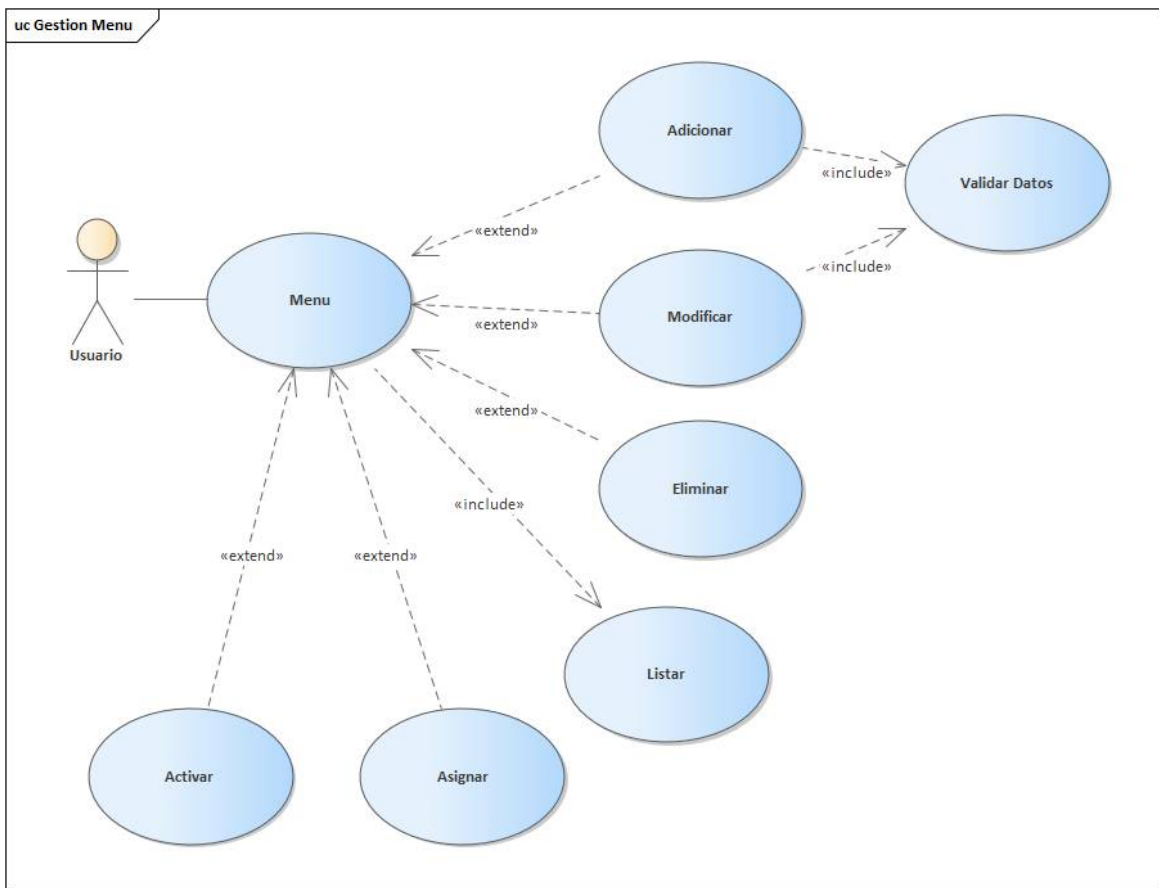 uc Gestion Menu
Adicionar
Validar Datos
«include»
«extend»
«include»
Menu
Modificar
«extend»
Usuario
«extend»
Eliminar
«include»
«extend»
«extend»
Listar
Activar
Asignar